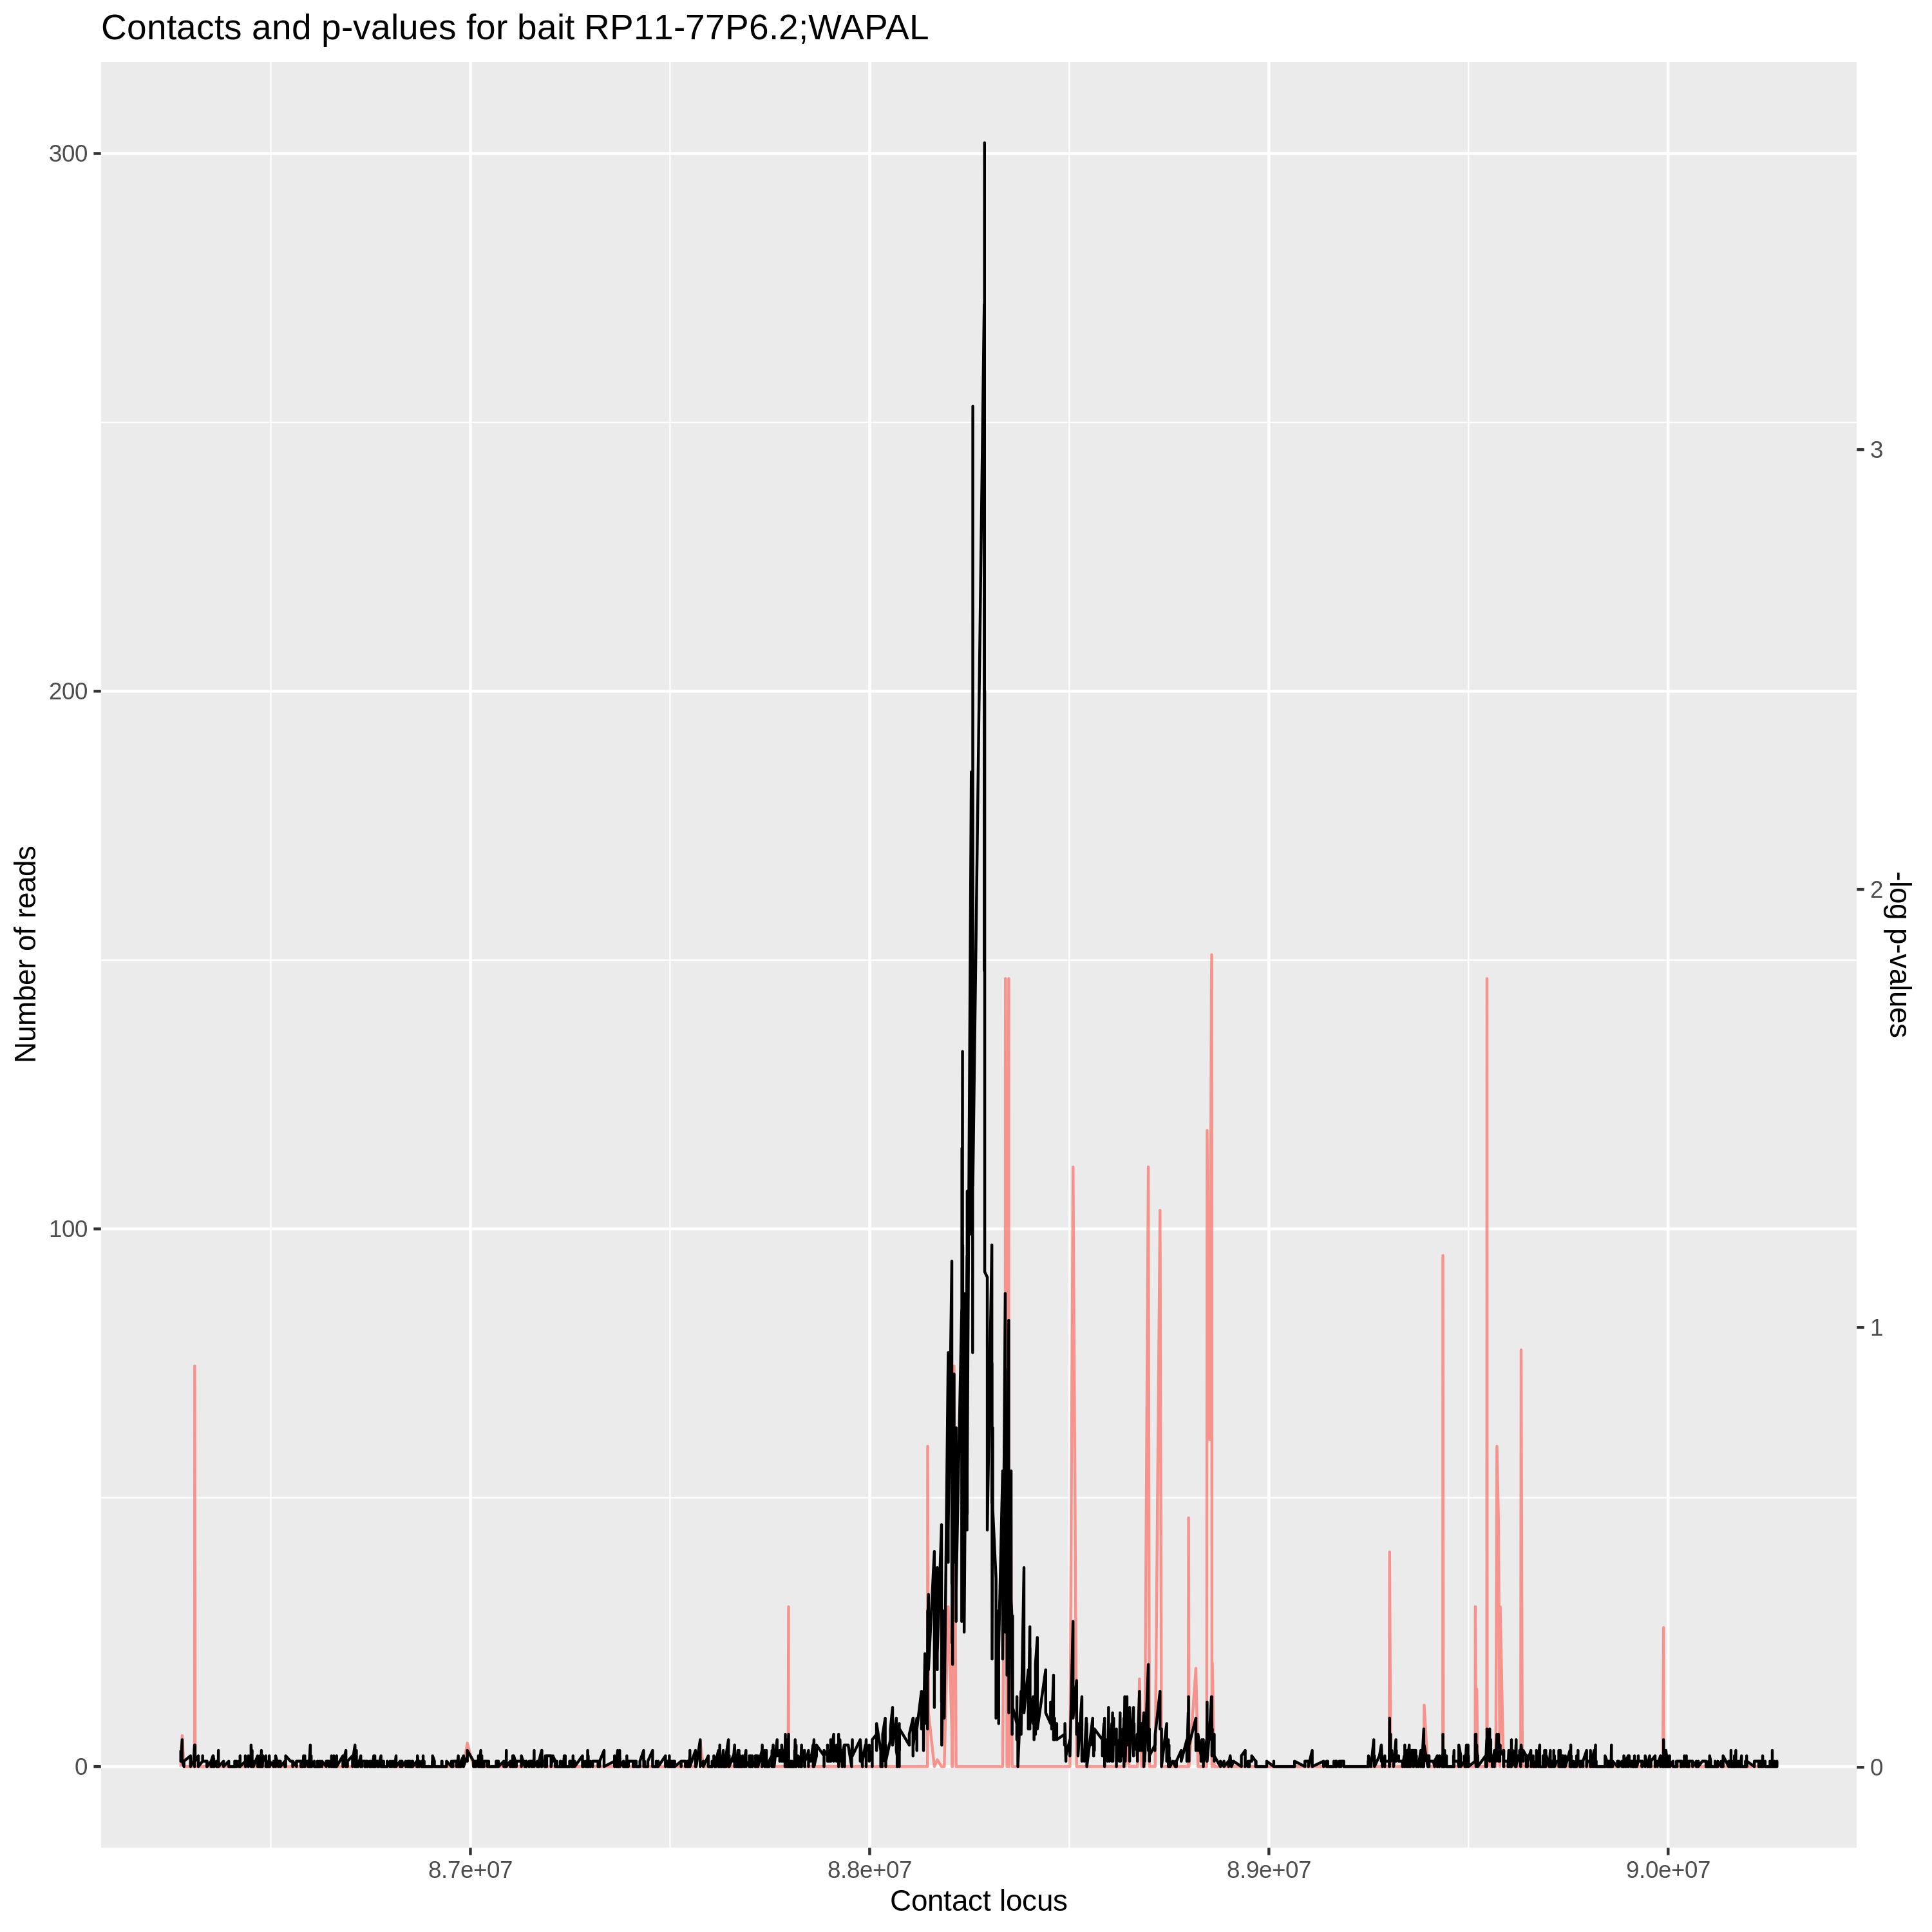 Contacts and p-values for bait RP11-77P6.2;WAPAL
300
200
100
0
Number of reads
3
2
1
0
-log p-values
8.7e+07
8.8e+07
8.9e+07
9.0e+07
Contact locus